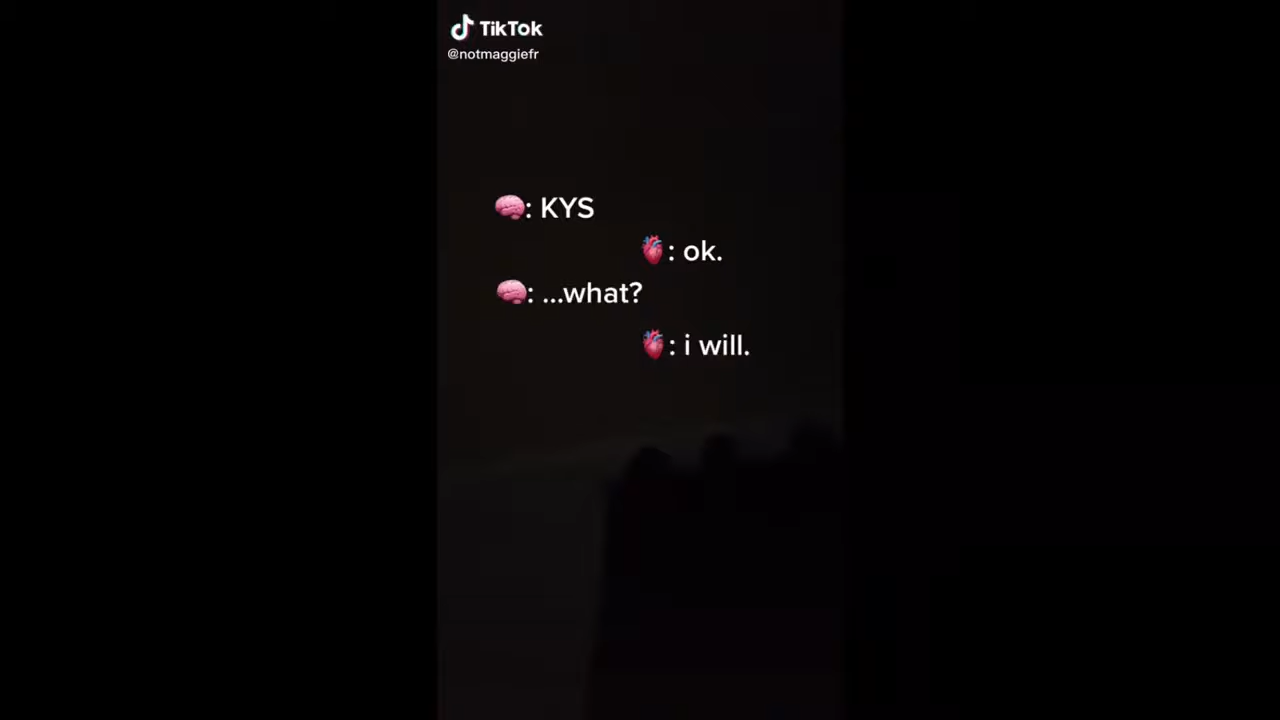 TikTok
@notmaggiefr
🧠: KYS
🫀: ok.
🧠: ...what?
🫀: i will.